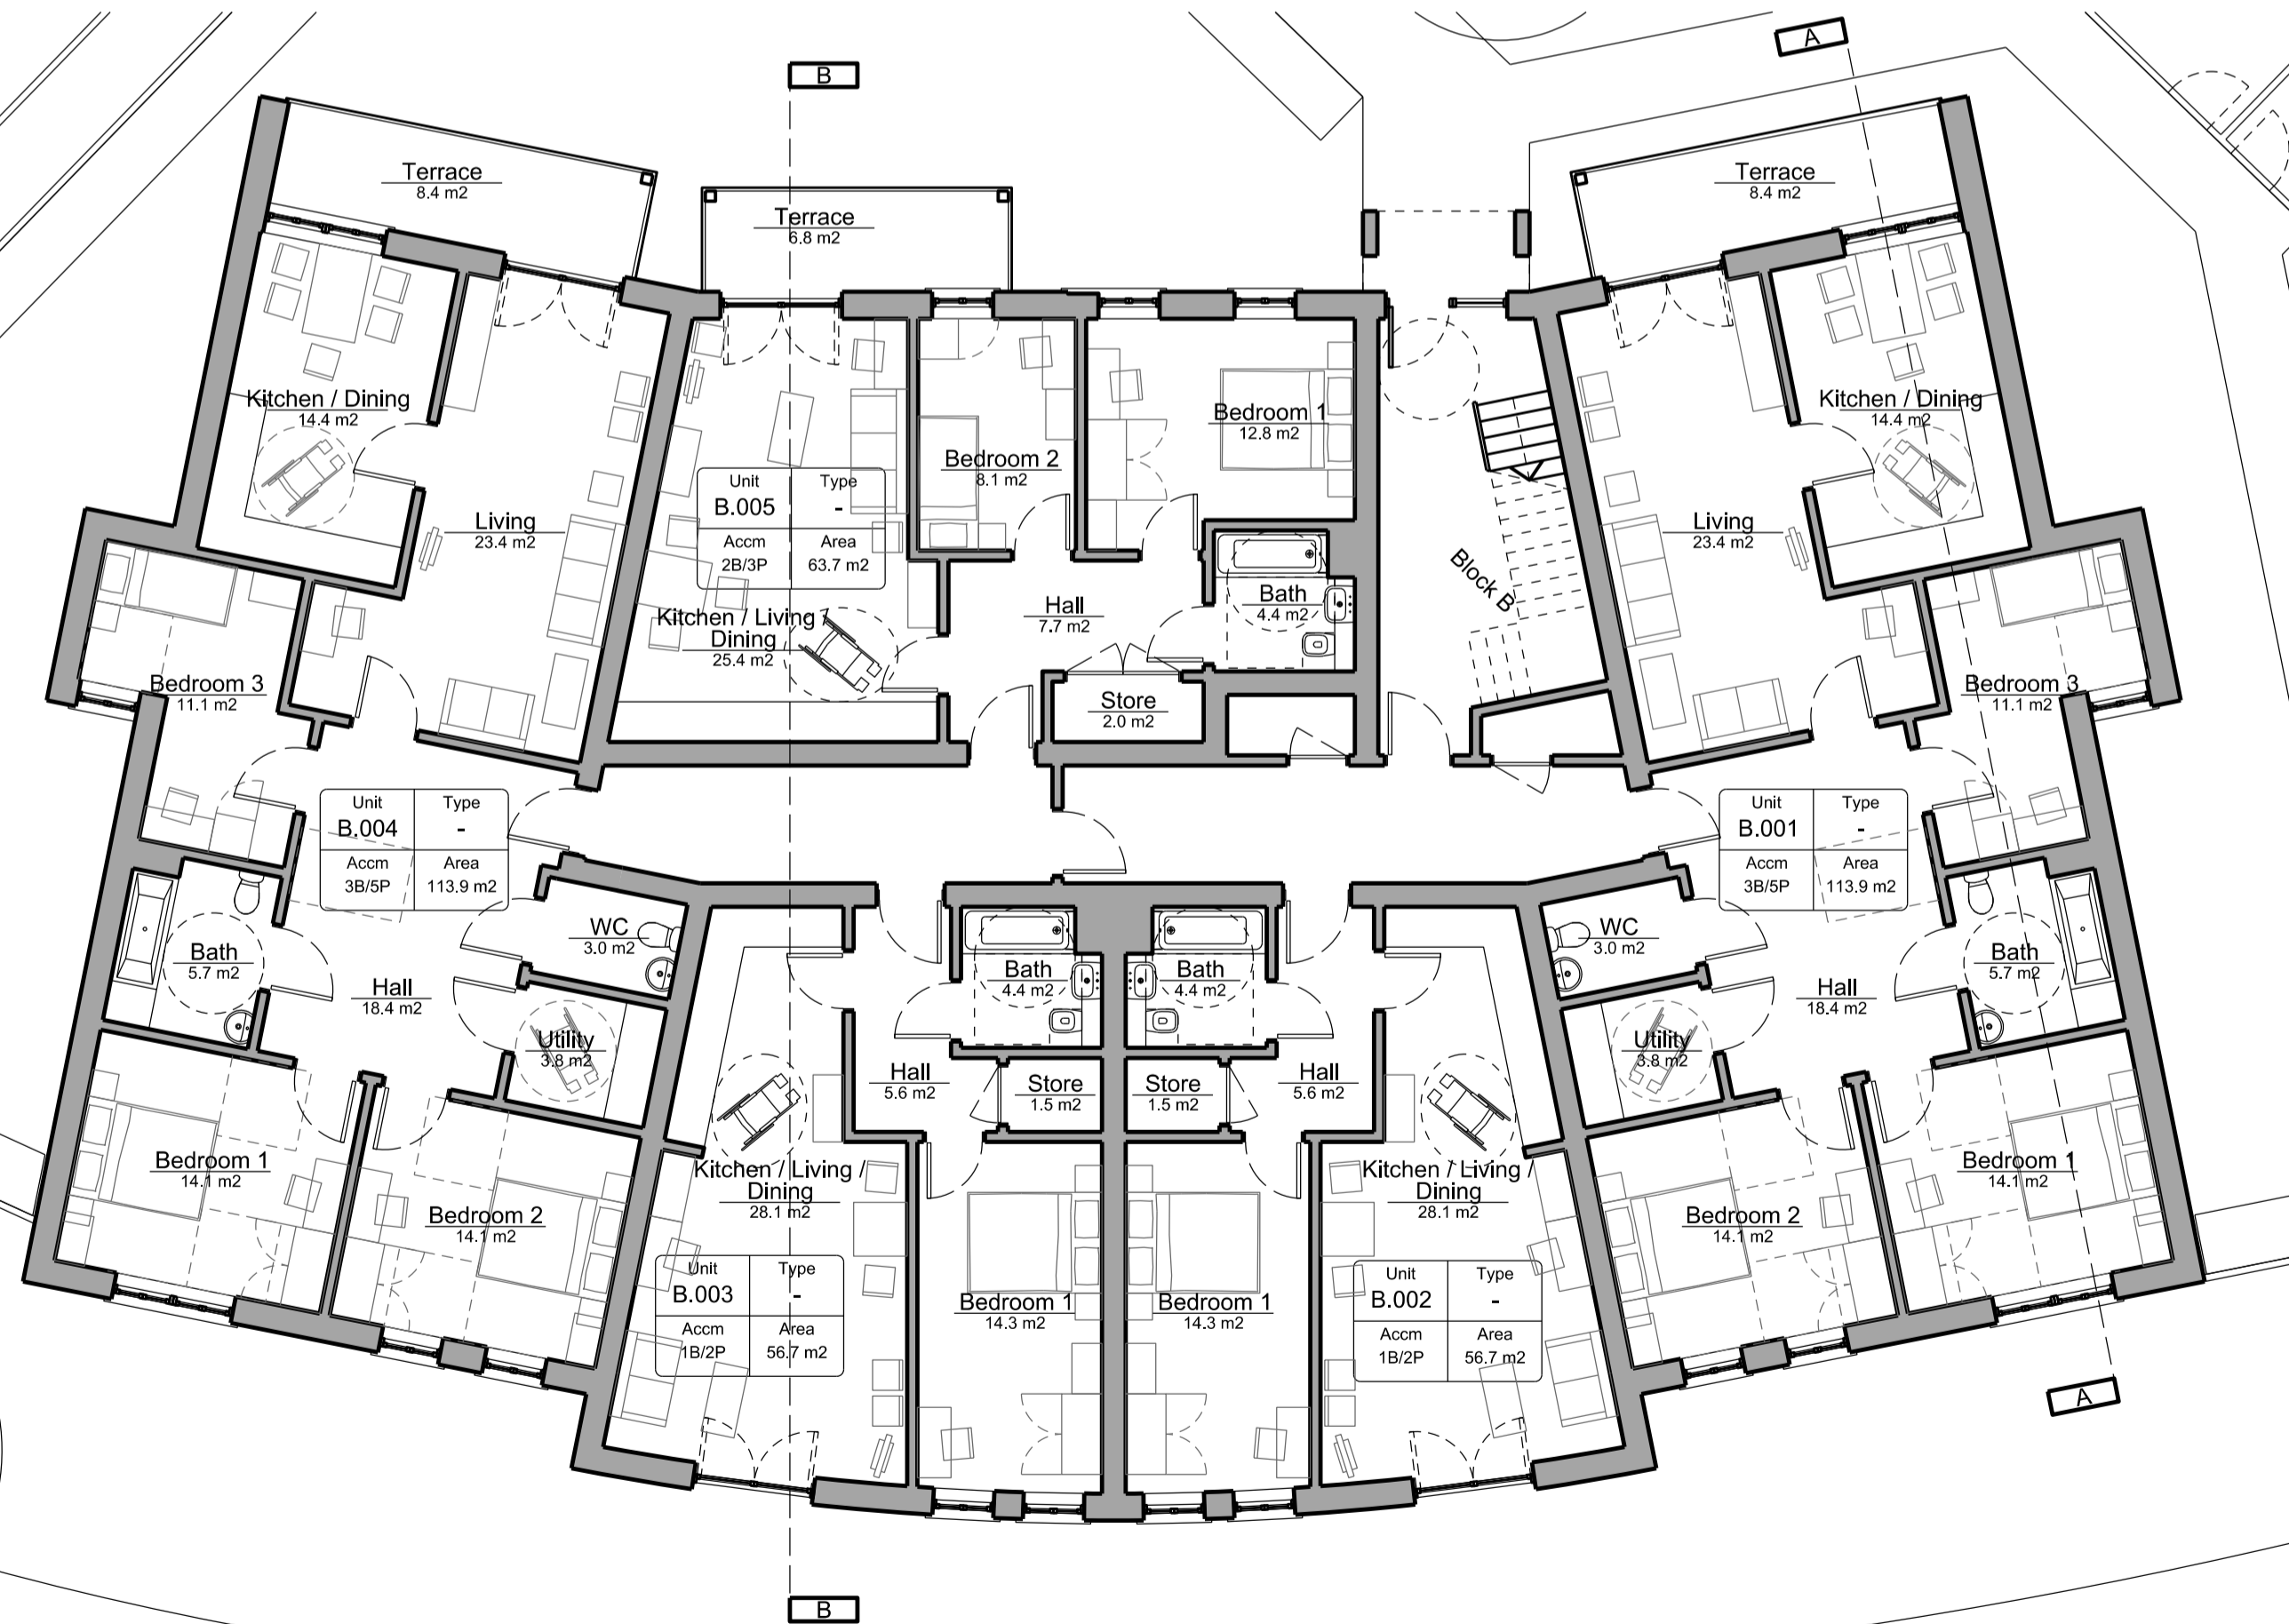 A
B
Terrace
8.4 m2
Terrace
6.8 m2
Terrace
8.4 m2
Kitchen / Dining
14.4 m2
Living
23.4 m2
Unit
B.005
Type
-
Accm
2B/3P
Area
63.7 m2
Kitchen / Living /
Dining
25.4 m2
Bedroom 2
8.1 m2
Bedroom 1
12.8 m2
Hall
7.7 m2
Bath
4.4 m2
Store
2.0 m2
Block B
Living
23.4 m2
Kitchen / Dining
14.4 m2
Bedroom 3
11.1 m2
Bedroom 3
11.1 m2
Unit
B.004
Type
-
Accm
3B/5P
Area
113.9 m2
Unit
B.001
Type
-
Accm
3B/5P
Area
113.9 m2
Bath
5.7 m2
Hall
18.4 m2
WC
3.0 m2
Utility
3.8 m2
Bath
4.4 m2
Bath
4.4 m2
WC
3.0 m2
Utility
3.8 m2
Hall
18.4 m2
Bath
5.7 m2
Hall
5.6 m2
Store
1.5 m2
Store
1.5 m2
Hall
5.6 m2
Bedroom 1
14.1 m2
Bedroom 2
14.1 m2
Kitchen / Living /
Dining
28.1 m2
Kitchen / Living /
Dining
28.1 m2
Bedroom 2
14.1 m2
Bedroom 1
14.1 m2
Unit
B.003
Type
-
Accm
1B/2P
Area
56.7 m2
Bedroom 1
14.3 m2
Bedroom 1
14.3 m2
Unit
B.002
Type
-
Accm
1B/2P
Area
56.7 m2
A
B